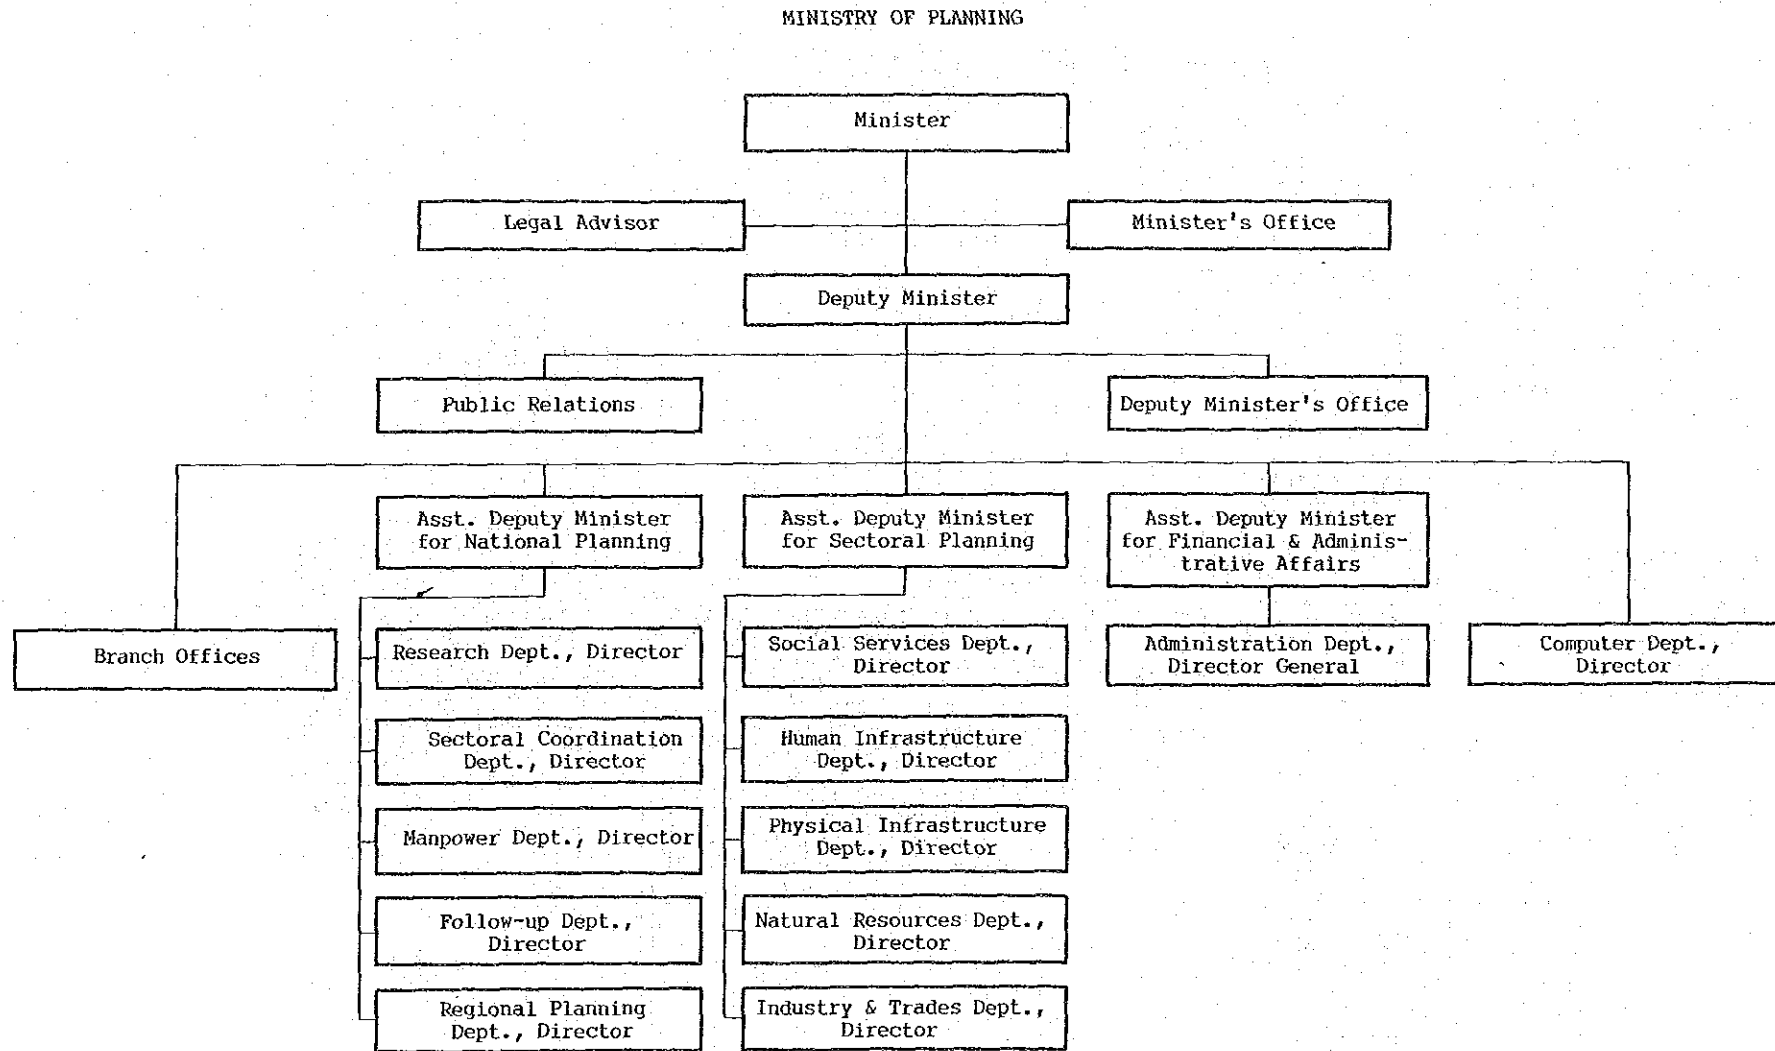 MINISTRY OF PLANNING
Minister
Legal Advisor
Minister's Office
Deputy Minister
Public Relations
Deputy Minister's Office
Asst. Deputy Minister
for National Planning
Asst. Deputy Minister
for Sectoral Planning
Asst. Deputy Minister
for Financial & Adminis-
trative Affairs
Branch Offices
Research Dept., Director
Social Services Dept.,
Director
Administration Dept.,
Director General
Computer Dept.,
Director
Sectoral Coordination
Dept., Director
Human Infrastructure
Dept., Director
Manpower Dept., Director
Physical Infrastructure
Dept., Director
Follow-up Dept.,
Director
Natural Resources Dept.,
Director
Regional Planning
Dept., Director
Industry & Trades Dept.,
Director